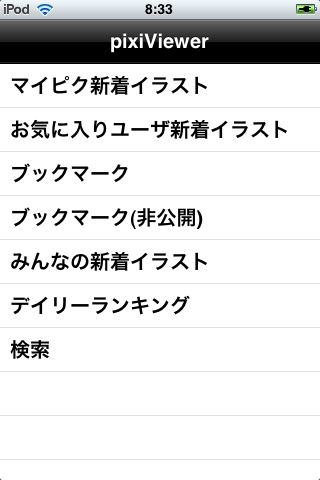 iPod 8:33
pixiViewer
マイピク新着イラスト
お気に入りユーザ新着イラスト
ブックマーク
ブックマーク(非公開)
みんなの新着イラスト
デイリーランキング
検索